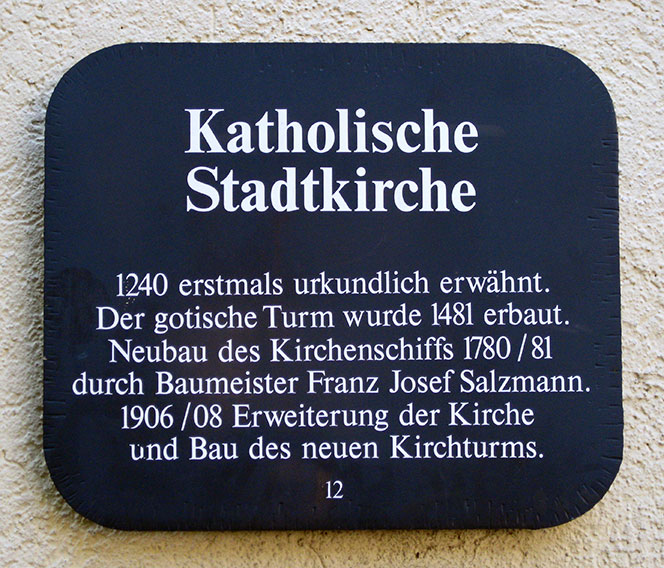 Katholische
Stadtkirche
1240 erstmals urkundlich erwähnt.
Der gotische Turm wurde 1481 erbaut.
Neubau des Kirchenschiffs 1780/81
durch Baumeister Franz Josef Salzmann.
1906/08 Erweiterung der Kirche
und Bau des neuen Kirchturms.
12